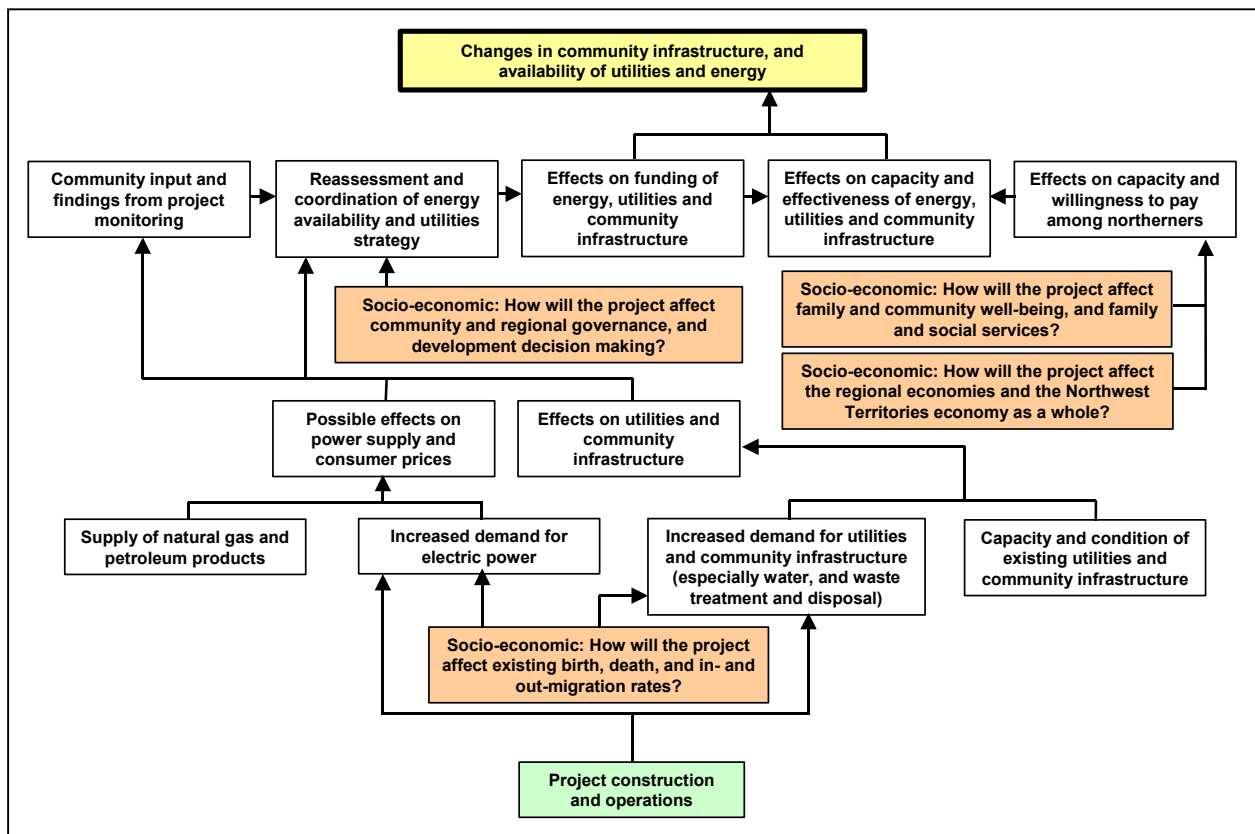 Changes in community infrastructure, and
availability of utilities and energy
Community input and
findings from project
monitoring
Reassessment and
coordination of energy
availability and utilities
strategy
Effects on funding of
energy, utilities and
community
infrastructure
Effects on capacity and
effectiveness of energy,
utilities and community
infrastructure
Effects on capacity and
willingness to pay
among northerners
Socio-economic: How will the project affect
community and regional governance, and
development decision making?
Socio-economic: How will the project affect
family and community well-being, and family
and social services?
Socio-economic: How will the project affect
the regional economies and the Northwest
Territories economy as a whole?
Possible effects on
power supply and
consumer prices
Effects on utilities and
community
infrastructure
Supply of natural gas and
petroleum products
Increased demand for
electric power
Increased demand for utilities
and community infrastructure
(especially water, and waste
treatment and disposal)
Capacity and condition of
existing utilities and
community infrastructure
Socio-economic: How will the project
affect existing birth, death, and in- and
out-migration rates?
Project construction
and operations